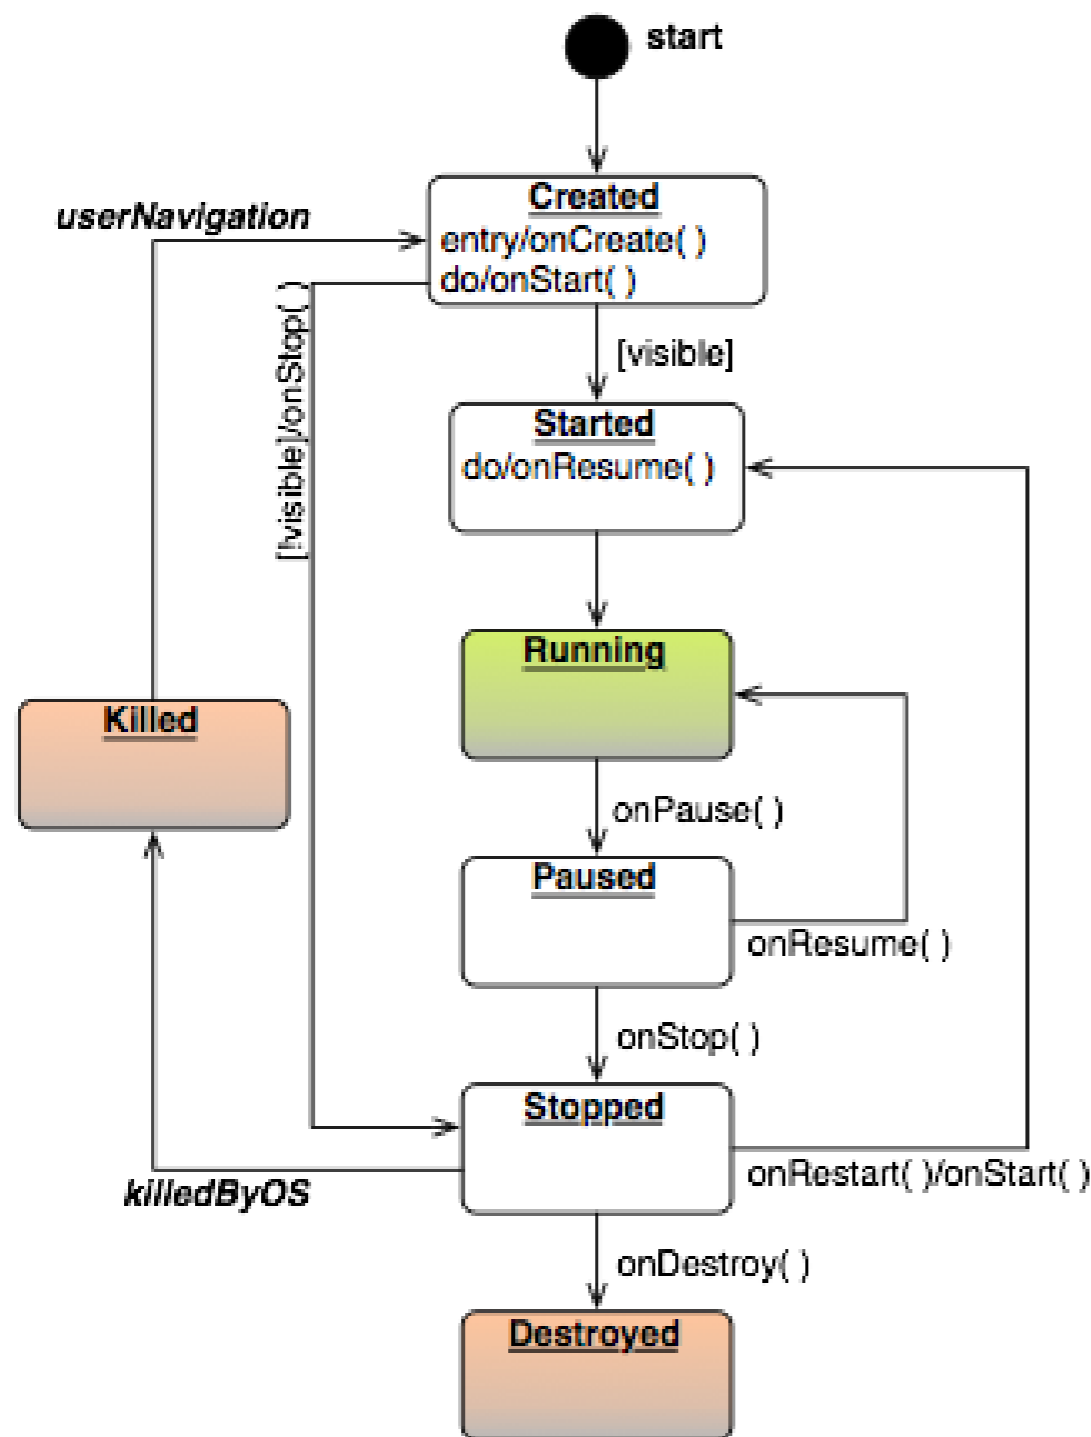 start
Created
entry/onCreate( )
do/onStart( )
userNavigation
[!visible]/onStop( )
[visible]
Started
do/onResume( )
Running
Killed
onPause( )
Paused
onResume( )
onStop( )
Stopped
onRestart( )/onStart( )
killedByOS
onDestroy( )
Destroyed